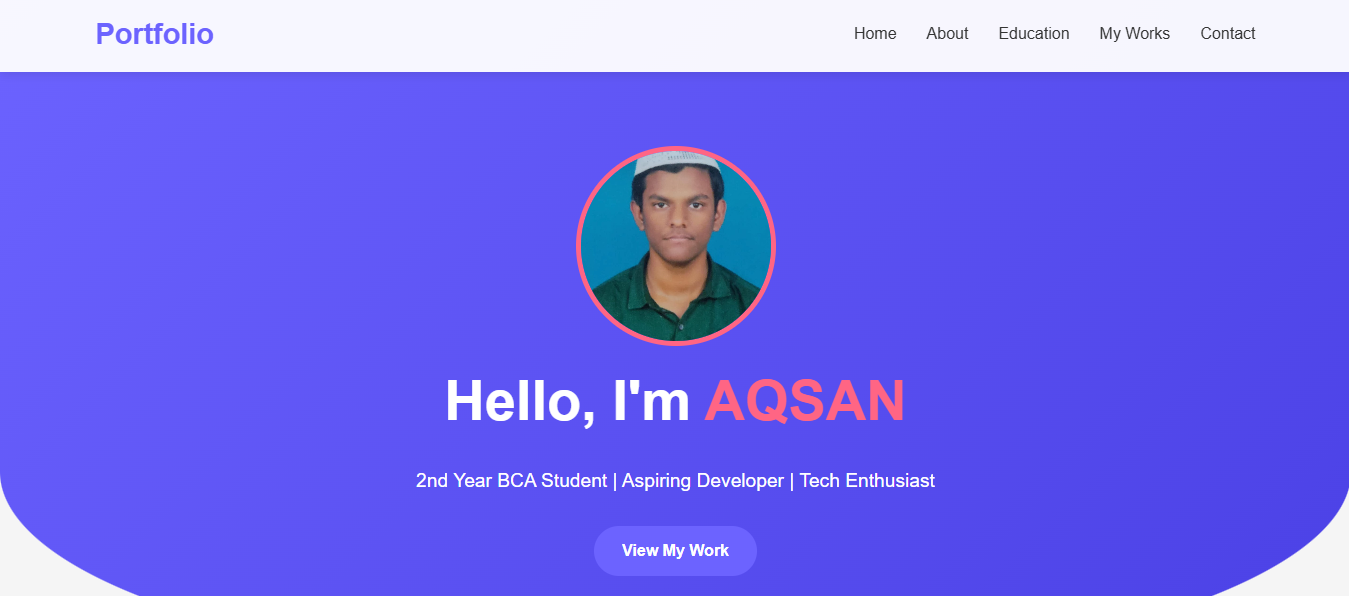 Portfolio
Home About Education My Works Contact
Hello, I'm AQSAN
2nd Year BCA Student | Aspiring Developer | Tech Enthusiast
View My Work